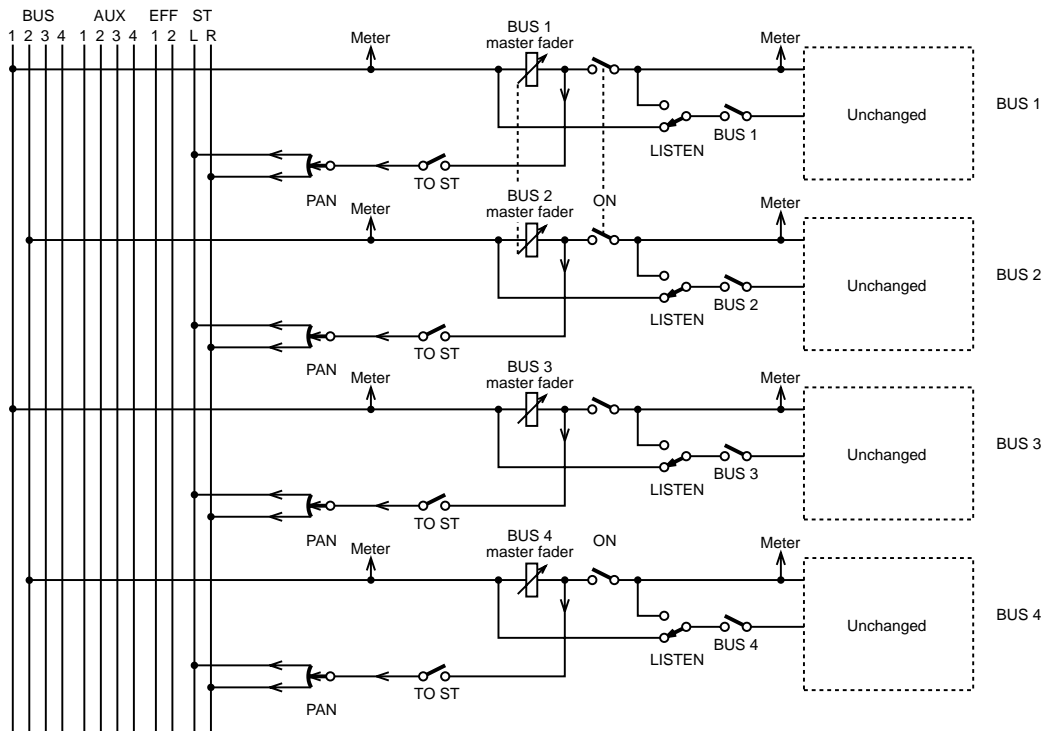 BUS AUX EFF ST
1 2 3 4 1 2 3 4 1 2 L R
Meter
BUS 1
master fader
Meter
Unchanged
BUS 1
BUS 1
LISTEN
TO ST
PAN
BUS 2
master fader
ON
Meter
Meter
Unchanged
BUS 2
BUS 2
LISTEN
TO ST
PAN
BUS 3
master fader
Meter
Meter
Unchanged
BUS 3
BUS 3
LISTEN
TO ST
PAN
BUS 4
master fader
ON
Meter
Meter
Unchanged
BUS 4
BUS 4
LISTEN
TO ST
PAN